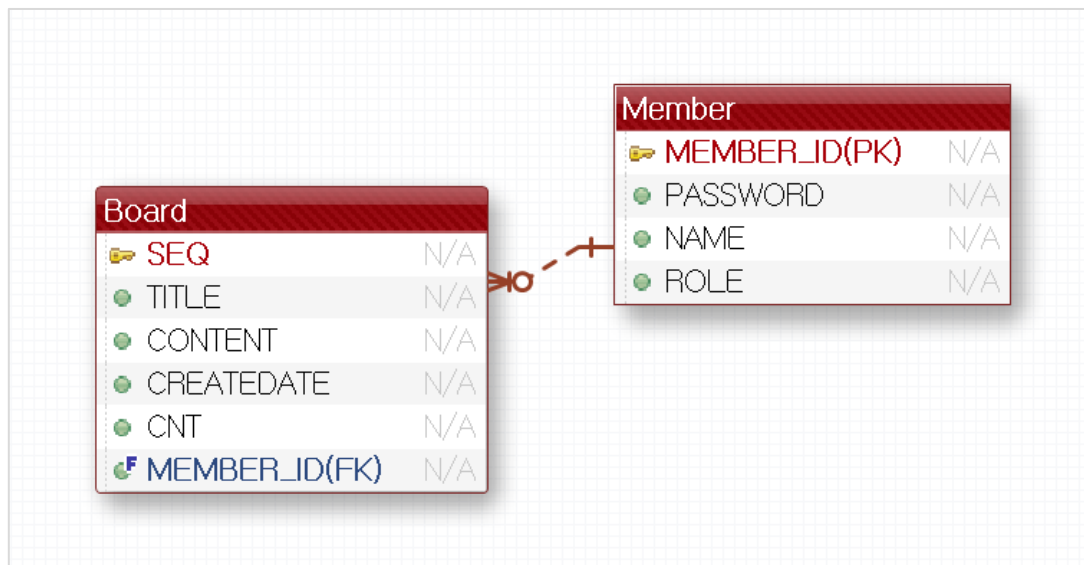 Member
MEMBER_ID(PK) N/A
PASSWORD N/A
NAME N/A
ROLE N/A
Board
SEQ N/A
TITLE N/A
CONTENT N/A
CREATEDATE N/A
CNT N/A
F MEMBER_ID(FK) N/A